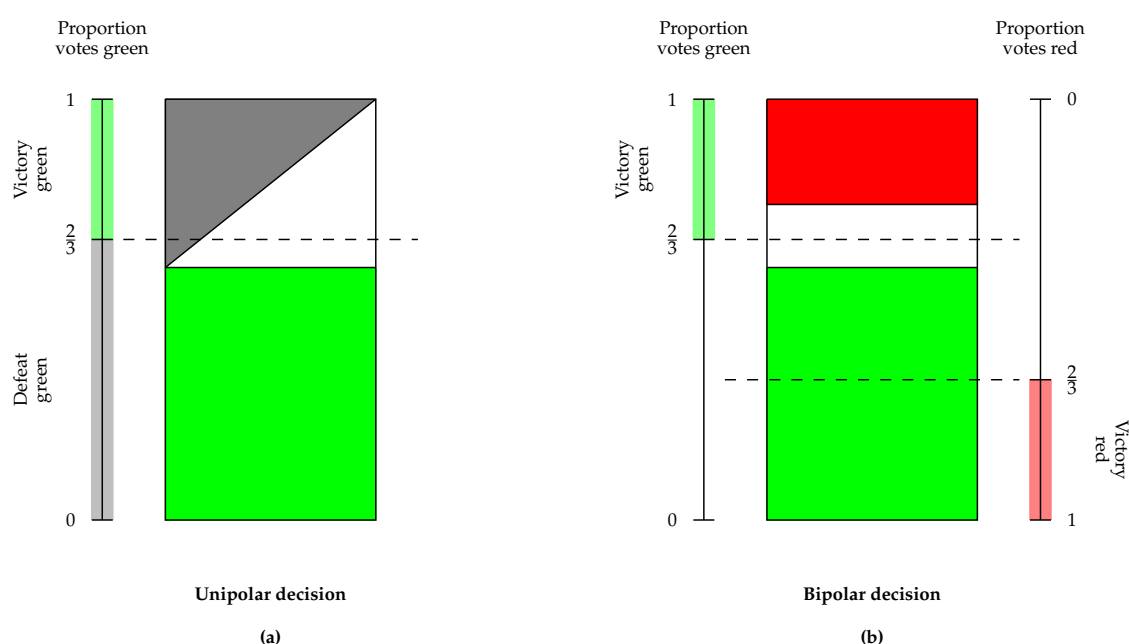 Proportion
votes green
1
2
3
0
Victory
green
Defeat
green
Unipolar decision
(a)
Proportion
votes green
1
2
3
0
Victory
green
Proportion
votes red
0
2
3
1
Victory
red
Bipolar decision
(b)